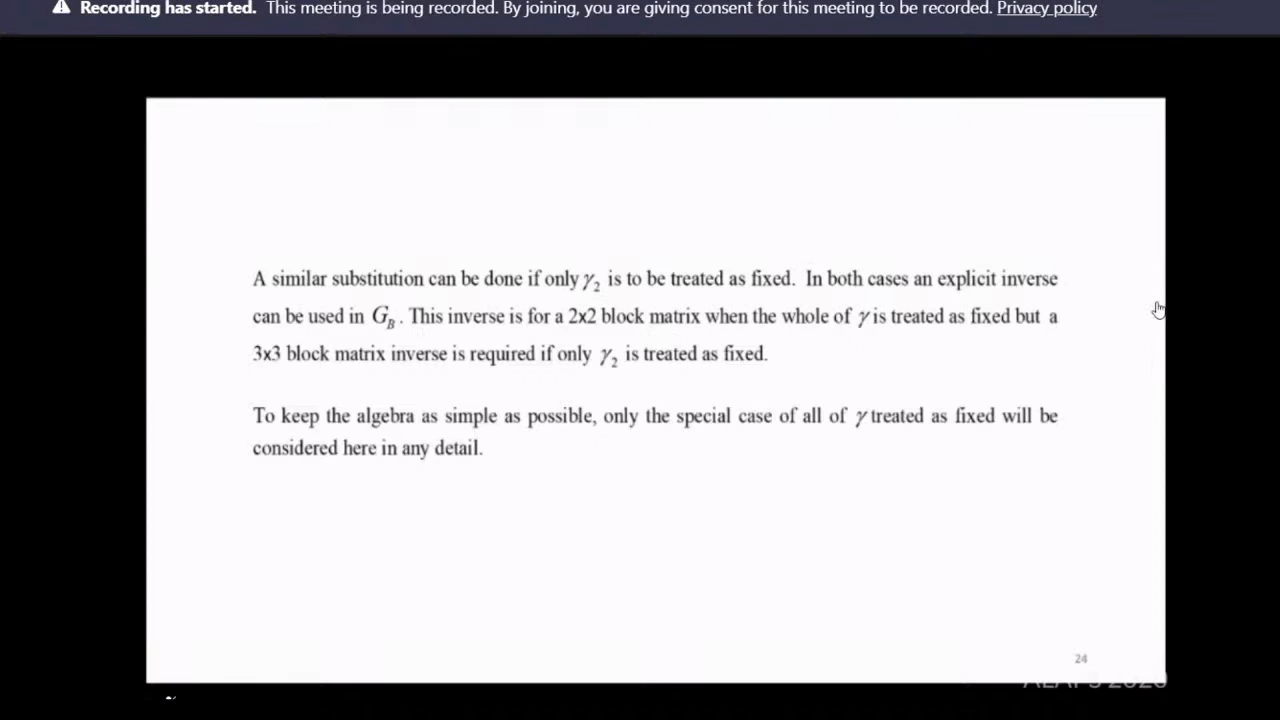 Recording has started. This meeting is being recorded. By joining, you are giving consent for this meeting to be recorded. Privacy policy
A similar substitution can be done if only γ₂ is to be treated as fixed. In both cases an explicit inverse
can be used in G_B. This inverse is for a 2x2 block matrix when the whole of γ is treated as fixed but a
3x3 block matrix inverse is required if only γ₂ is treated as fixed.
To keep the algebra as simple as possible, only the special case of all of γ treated as fixed will be
considered here in any detail.
24